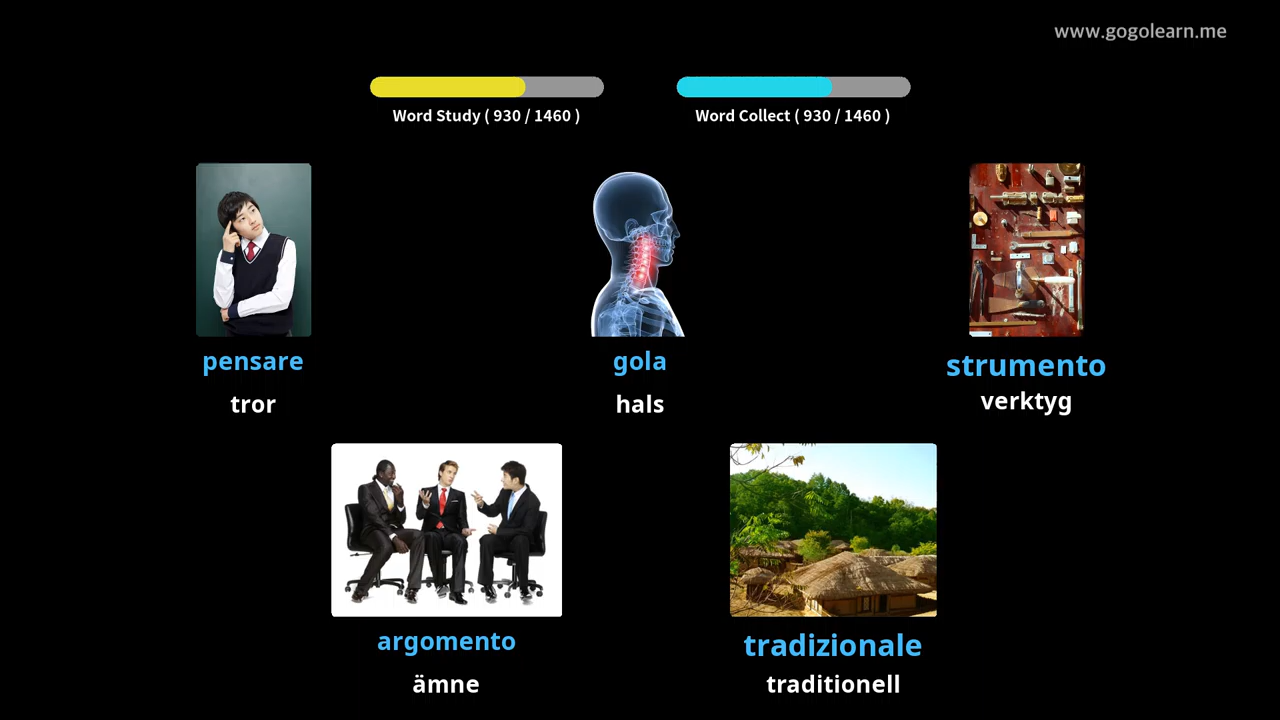 www.gogolearn.me
Word Study ( 930 / 1460 )
Word Collect ( 930 / 1460 )
pensare
tror
gola
hals
strumento
verktyg
argomento
ämne
tradizionale
traditionell